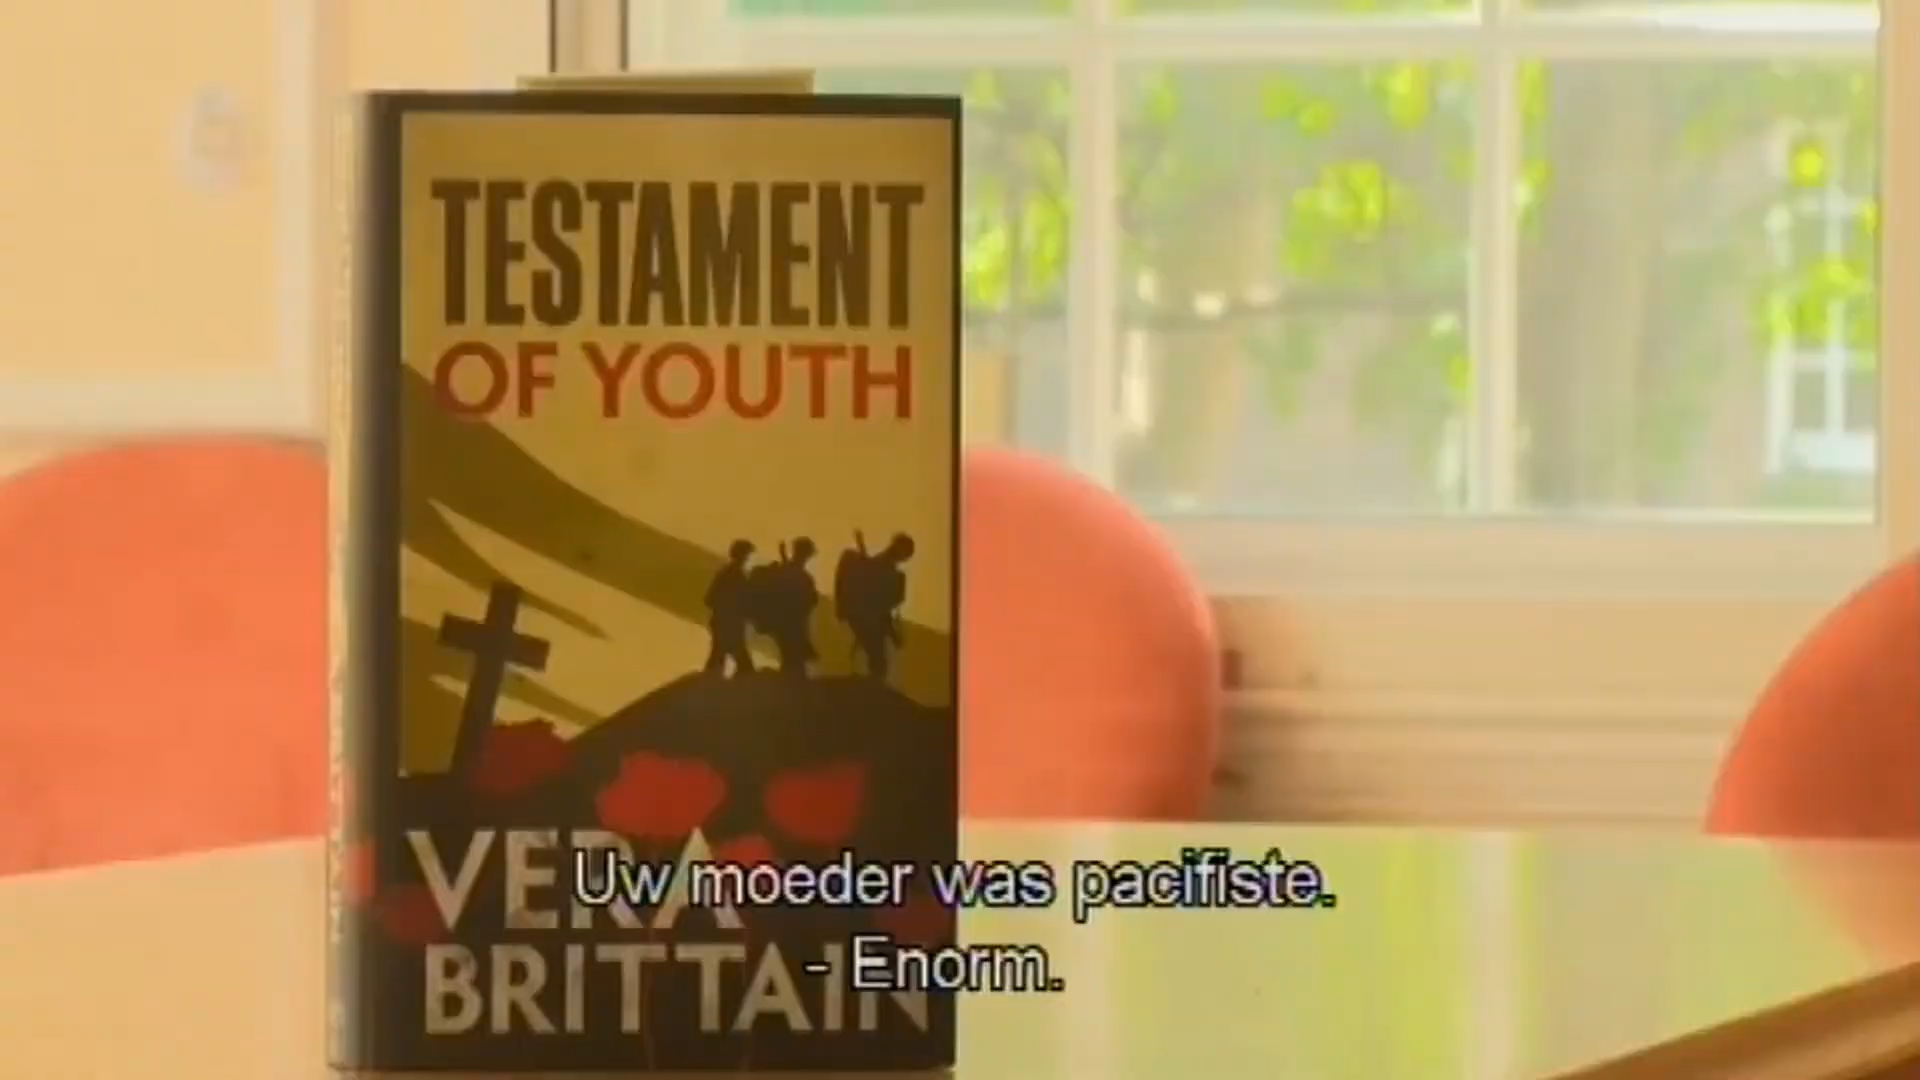 TESTAMENT
OF YOUTH
VERA
BRITTAIN
Uw moeder was pacifiste.
- Enorm.